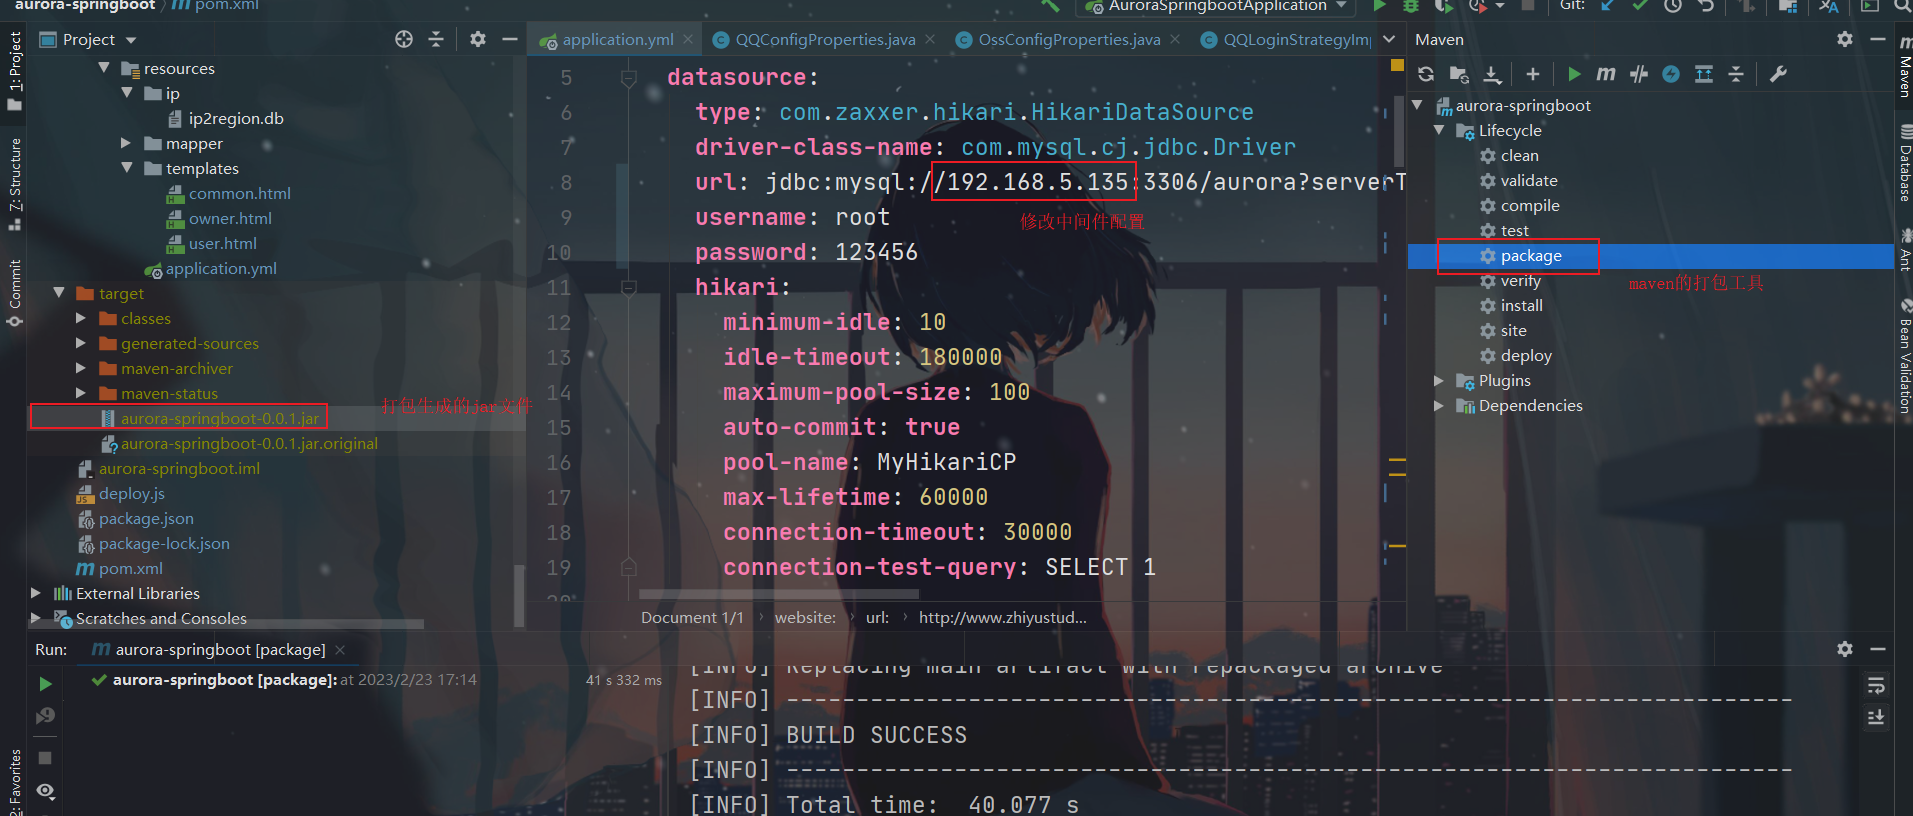 aurora-springboot pom.xml
AuroraSpringbootApplication
Git:
Project
application.yml
QQConfigProperties.java
OssConfigProperties.java
QQLoginStrategyImp
Maven
1: Project
7: Structure
Commit
2: Favorites
resources
ip
ip2region.db
mapper
templates
common.html
owner.html
user.html
application.yml
target
classes
generated-sources
maven-archiver
maven-status
aurora-springboot-0.0.1.jar
打包生成的jar文件
aurora-springboot-0.0.1.jar.original
aurora-springboot.iml
deploy.js
package.json
package-lock.json
pom.xml
External Libraries
Scratches and Consoles
5 datasource:
6 type: com.zaxxer.hikari.HikariDataSource
7 driver-class-name: com.mysql.cj.jdbc.Driver
8 url: jdbc:mysql://192.168.5.135:3306/aurora?serverT
9 username: root
修改中间件配置
10 password: 123456
11 hikari:
12 minimum-idle: 10
13 idle-timeout: 180000
14 maximum-pool-size: 100
15 auto-commit: true
16 pool-name: MyHikariCP
17 max-lifetime: 60000
18 connection-timeout: 30000
19 connection-test-query: SELECT 1
20
Document 1/1 › website: › url: › http://www.zhiyustud...
aurora-springboot
Lifecycle
clean
validate
compile
test
package
verify
maven的打包工具
install
site
deploy
Plugins
Dependencies
Maven
Database
Ant
Bean Validation
Run: aurora-springboot [package]
aurora-springboot [package]: at 2023/2/23 17:14 41 s 332 ms
[INFO] Replacing main artifact with repackaged archive
[INFO] ------------------------------------------------------------------------
[INFO] BUILD SUCCESS
[INFO] ------------------------------------------------------------------------
[INFO] Total time:  40.077 s